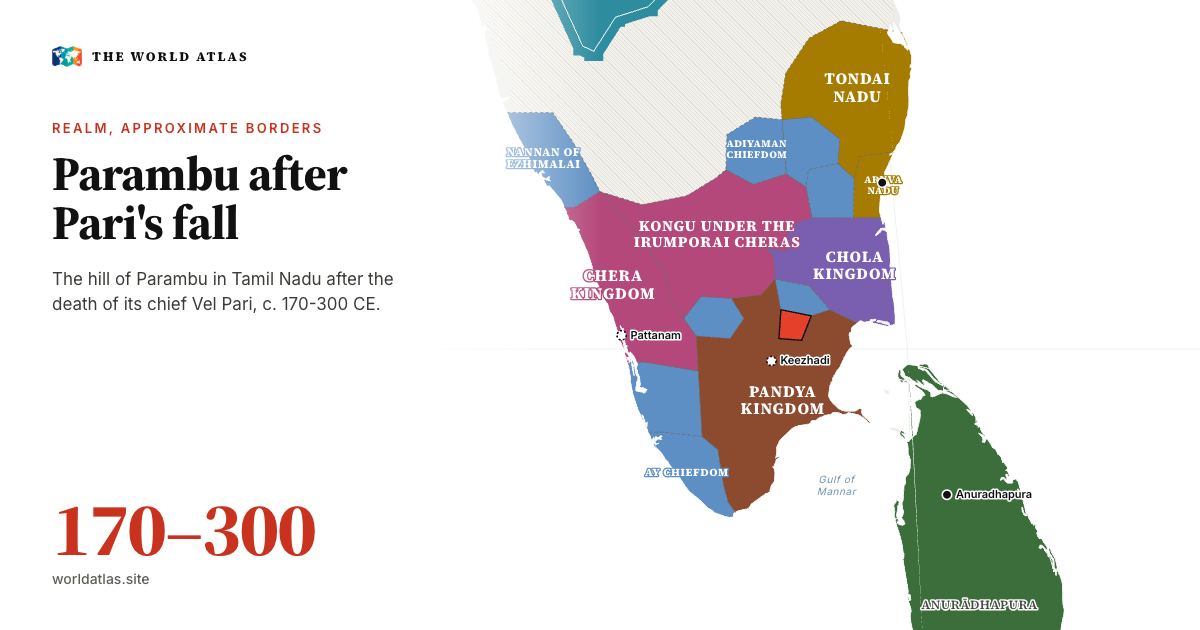 THE WORLD ATLAS
REALM, APPROXIMATE BORDERS
Parambu after
Pari's fall
The hill of Parambu in Tamil Nadu after the
death of its chief Vel Pari, c. 170–300 CE.
170–300
worldatlas.site
TONDAI
NADU
NANNAN OF
EZHIMALAI
ADIYAMAN
CHIEFDOM
NADU
KONGU UNDER THE
IRUMPORAI CHERAS
CHOLA
KINGDOM
CHERA
KINGDOM
Pattanam
Keezhadi
PANDYA
KINGDOM
AY CHIEFDOM
Gulf of
Mannar
Anuradhapura
ANURĀDHAPURA